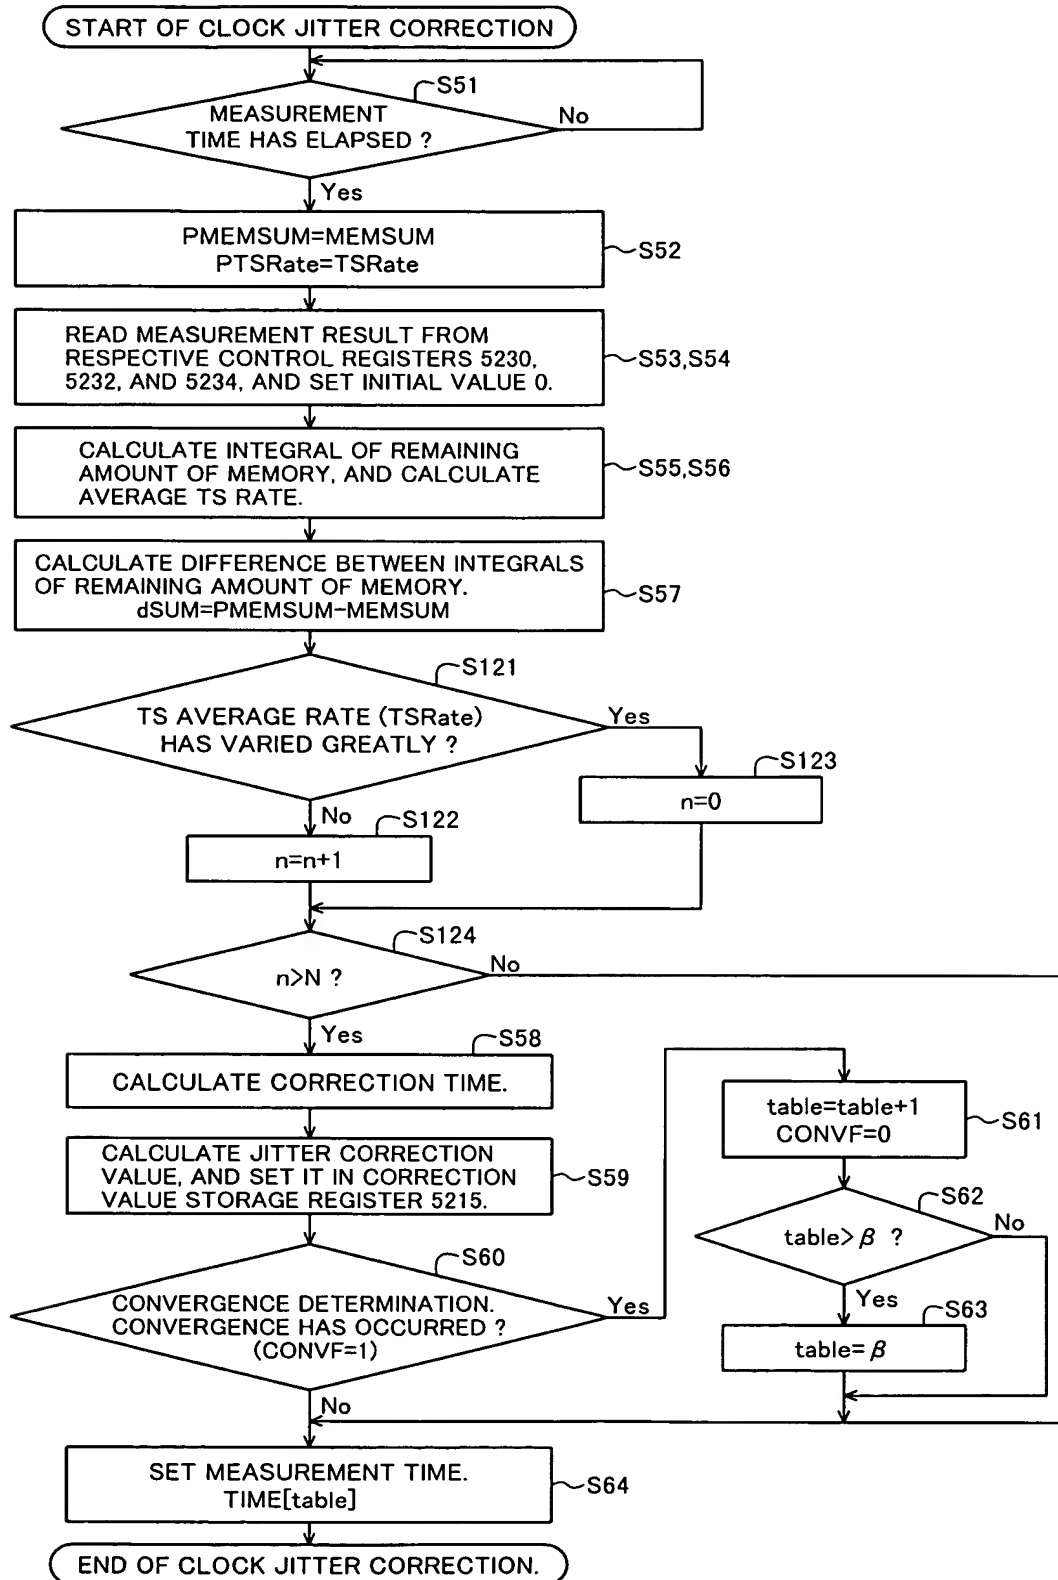 START OF CLOCK JITTER CORRECTION
S51
MEASUREMENT
TIME HAS ELAPSED ?
No
Yes
PMEMSUM=MEMSUM
PTSRate=TSRate
S52
READ MEASUREMENT RESULT FROM
RESPECTIVE CONTROL REGISTERS 5230,
5232, AND 5234, AND SET INITIAL VALUE 0.
S53,S54
CALCULATE INTEGRAL OF REMAINING
AMOUNT OF MEMORY, AND CALCULATE
AVERAGE TS RATE.
S55,S56
CALCULATE DIFFERENCE BETWEEN INTEGRALS
OF REMAINING AMOUNT OF MEMORY.
dSUM=PMEMSUM-MEMSUM
S57
S121
TS AVERAGE RATE (TSRate)
HAS VARIED GREATLY ?
Yes
S123
n=0
No
S122
n=n+1
S124
n>N ?
No
Yes
S58
CALCULATE CORRECTION TIME.
CALCULATE JITTER CORRECTION
VALUE, AND SET IT IN CORRECTION
VALUE STORAGE REGISTER 5215.
S59
S60
CONVERGENCE DETERMINATION.
CONVERGENCE HAS OCCURRED ?
(CONVF=1)
Yes
table=table+1
CONVF=0
S61
S62
table>β ?
No
Yes
S63
table=β
No
SET MEASUREMENT TIME.
TIME[table]
S64
END OF CLOCK JITTER CORRECTION.